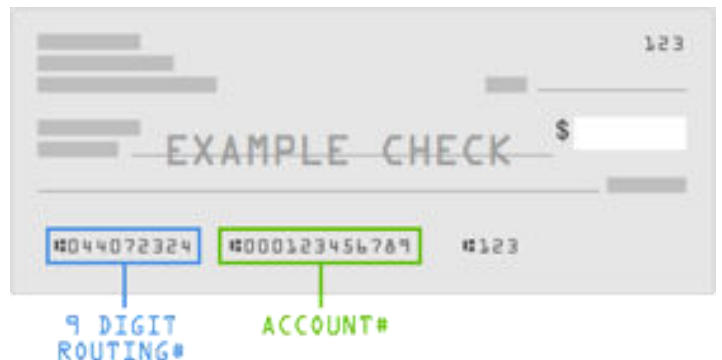 123
$
EXAMPLE CHECK
⑆044072324 ⑆000123456789 ⑆123
9 DIGIT ACCOUNT#
ROUTING#